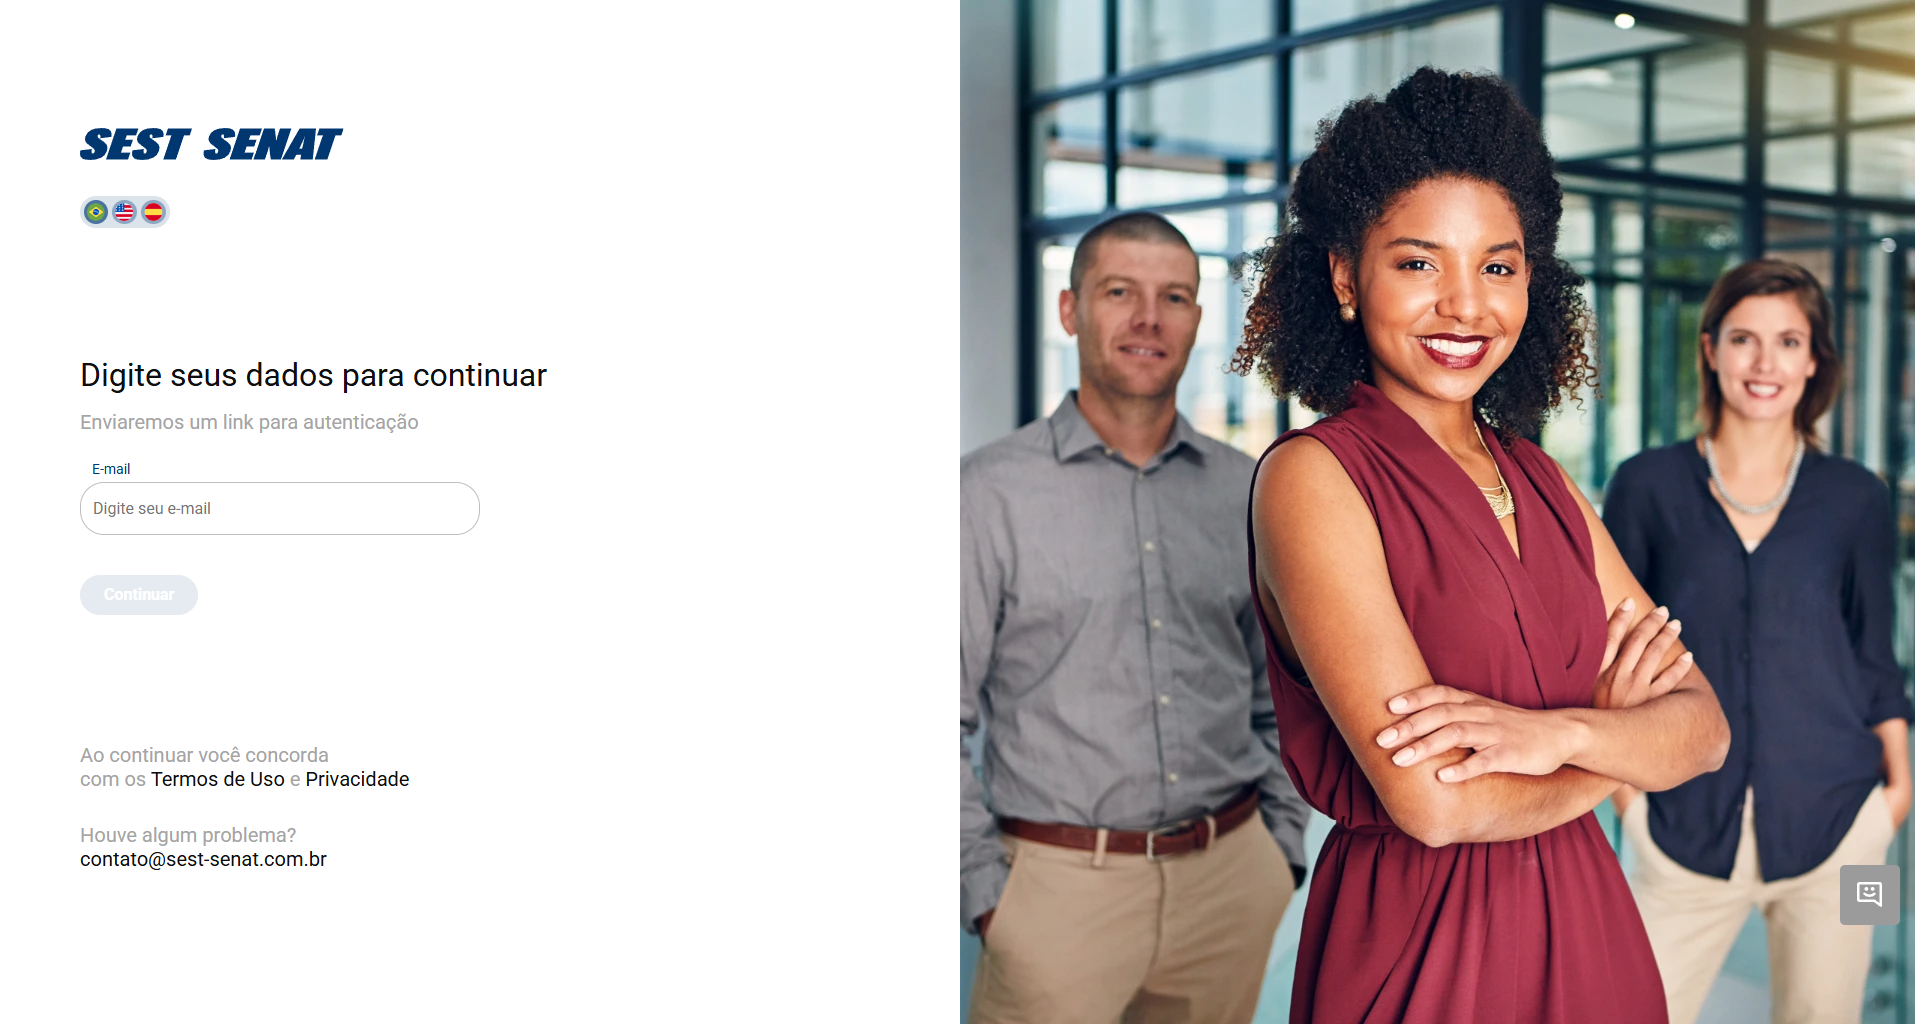 SEST SENAT
Digite seus dados para continuar
Enviaremos um link para autenticação
E-mail
Digite seu e-mail
Continuar
Ao continuar você concorda
com os Termos de Uso e Privacidade
Houve algum problema?
contato@sest-senat.com.br